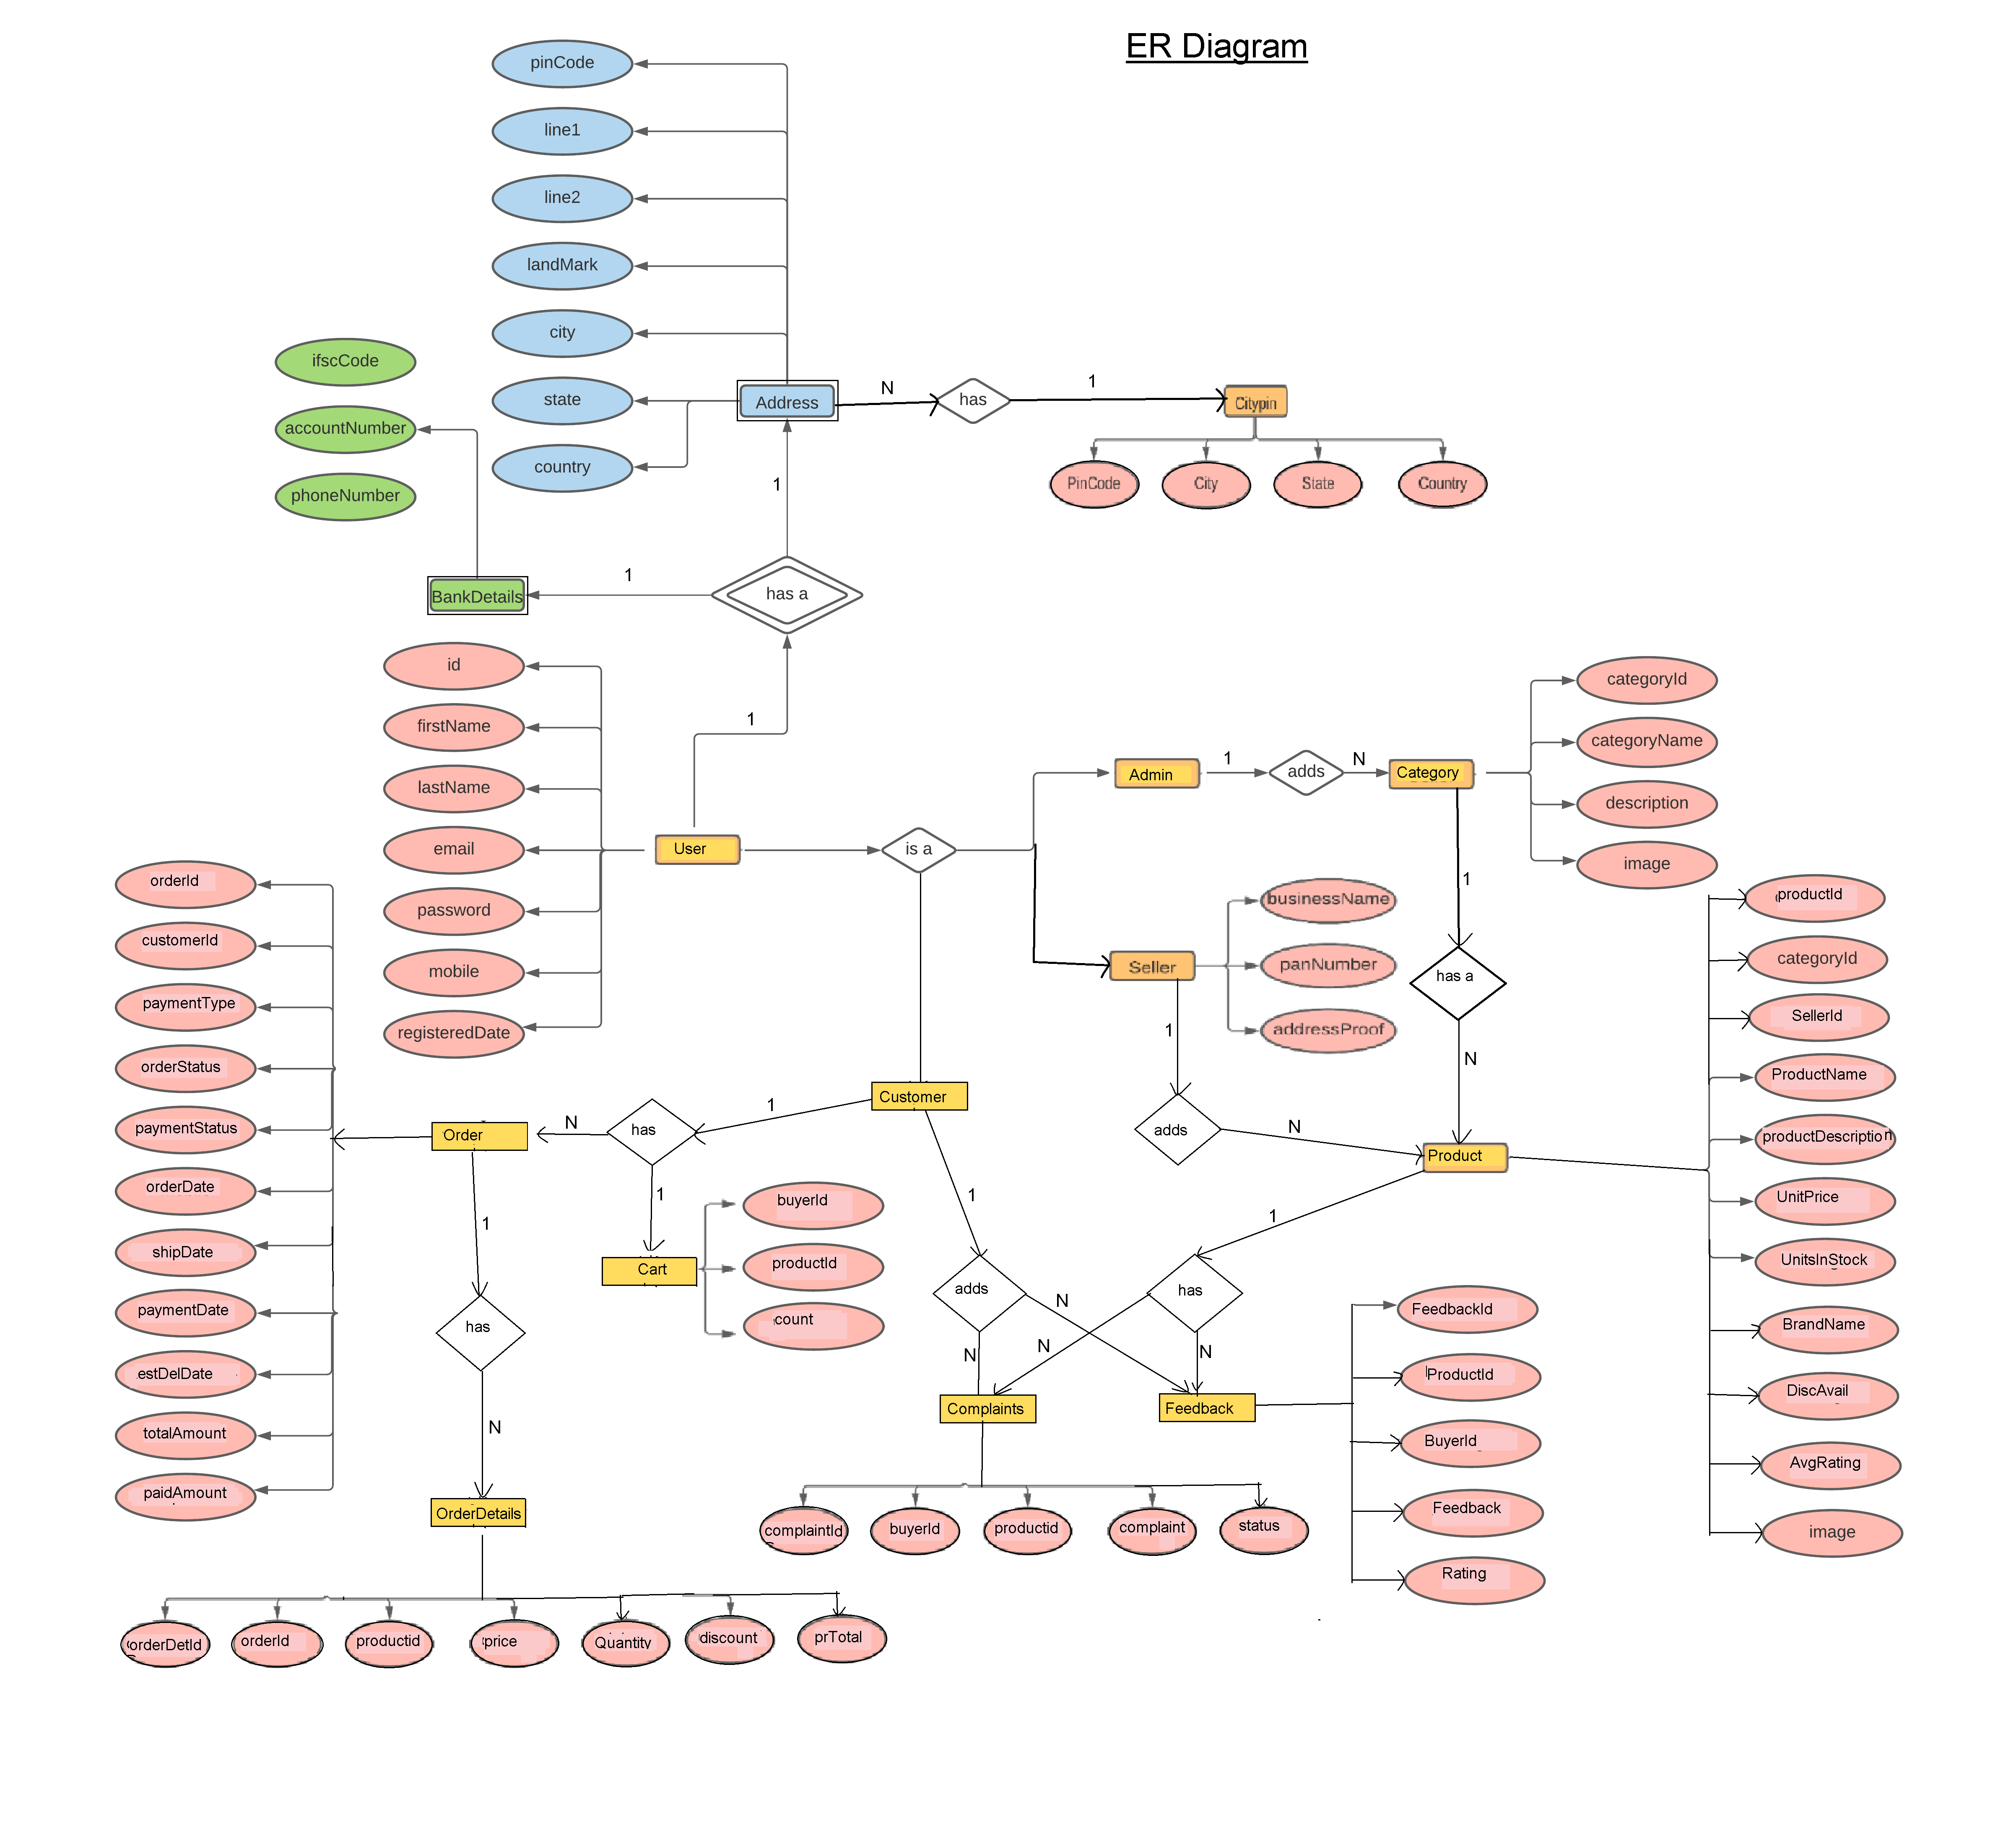 ER Diagram
pinCode
line1
line2
landMark
city
state
country
ifscCode
accountNumber
phoneNumber
Address
N
has
1
Citypin
PinCode
City
State
Country
1
BankDetails
1
has a
1
id
firstName
lastName
email
password
mobile
registeredDate
User
is a
Admin
1
adds
N
Category
categoryId
categoryName
description
image
1
has a
N
Seller
businessName
panNumber
addressProof
1
adds
N
Product
productId
categoryId
SellerId
ProductName
productDescription
UnitPrice
UnitsInStock
BrandName
DiscAvail
AvgRating
image
orderId
customerId
paymentType
orderStatus
paymentStatus
orderDate
shipDate
paymentDate
estDelDate
totalAmount
paidAmount
Order
N
has
1
Customer
1
Cart
buyerId
productId
count
1
has
N
OrderDetails
orderDetId
orderId
productid
price
Quantity
discount
prTotal
1
adds
N
N
1
has
N
N
Complaints
complaintId
buyerId
productid
complaint
status
Feedback
FeedbackId
ProductId
BuyerId
Feedback
Rating